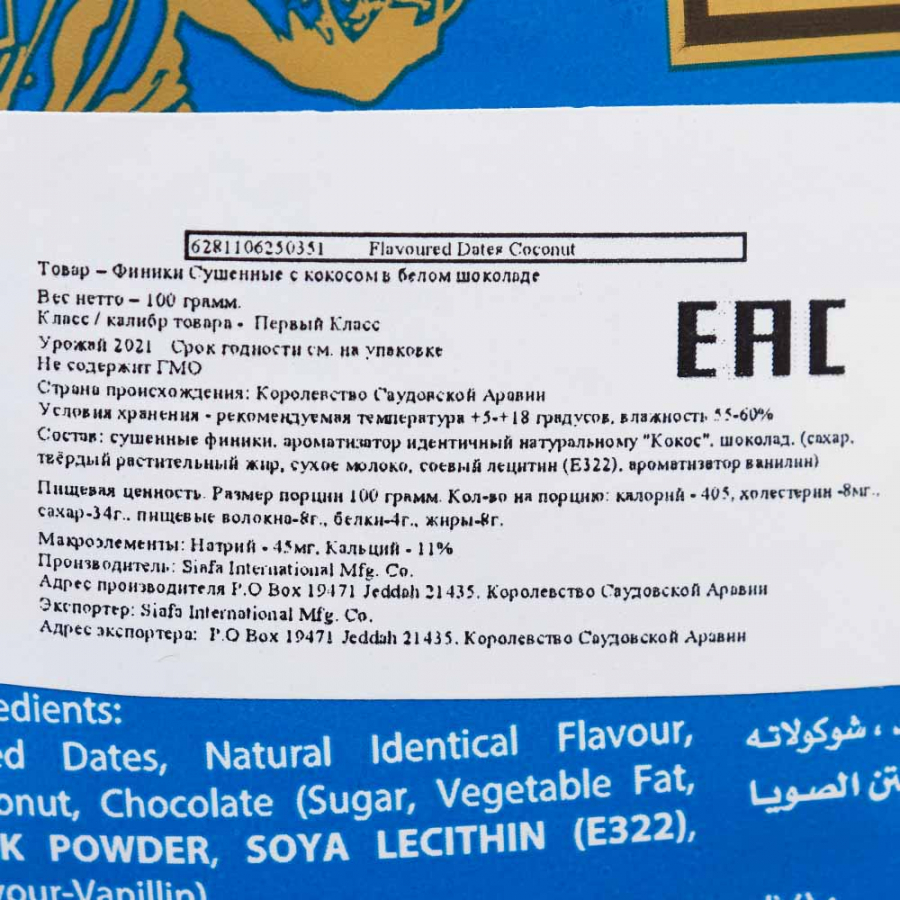 6281106250351 Flavoured Dates Coconut
Товар – Финики Сушенные с кокосом в белом шоколаде
Вес нетто – 100 грамм.
Класс / калибр товара - Первый Класс
Урожай 2021 Срок годности см. на упаковке
Не содержит ГМО
EAC
Страна происхождения: Королевство Саудовской Аравии
Условия хранения - рекомендуемая температура +5-+18 градусов, влажность 55-60%
Состав: сушенные финики, ароматизатор идентичный натуральному "Кокос", шоколад, (сахар,
твёрдый растительный жир, сухое молоко, соевый лецитин (E322), ароматизатор ванилин)
Пищевая ценность. Размер порции 100 грамм. Кол-во на порцию: калорий - 405, холестерин -8мг.,
сахар-34г., пищевые волокна-8г., белки-4г., жиры-8г.
Макроэлементы: Натрий - 45мг, Кальций - 11%
Производитель: Siafa International Mfg. Co.
Адрес производителя P.O Box 19471 Jeddah 21435, Королевство Саудовской Аравии
Экспортер: Siafa International Mfg. Co.
Адрес экспортера: P.O Box 19471 Jeddah 21435, Королевство Саудовской Аравии
edients:
ed Dates, Natural Identical Flavour,
onut, Chocolate (Sugar, Vegetable Fat,
K POWDER, SOYA LECITHIN (E322),
vour-Vanillin)
، شوكولاته
تن الصويا